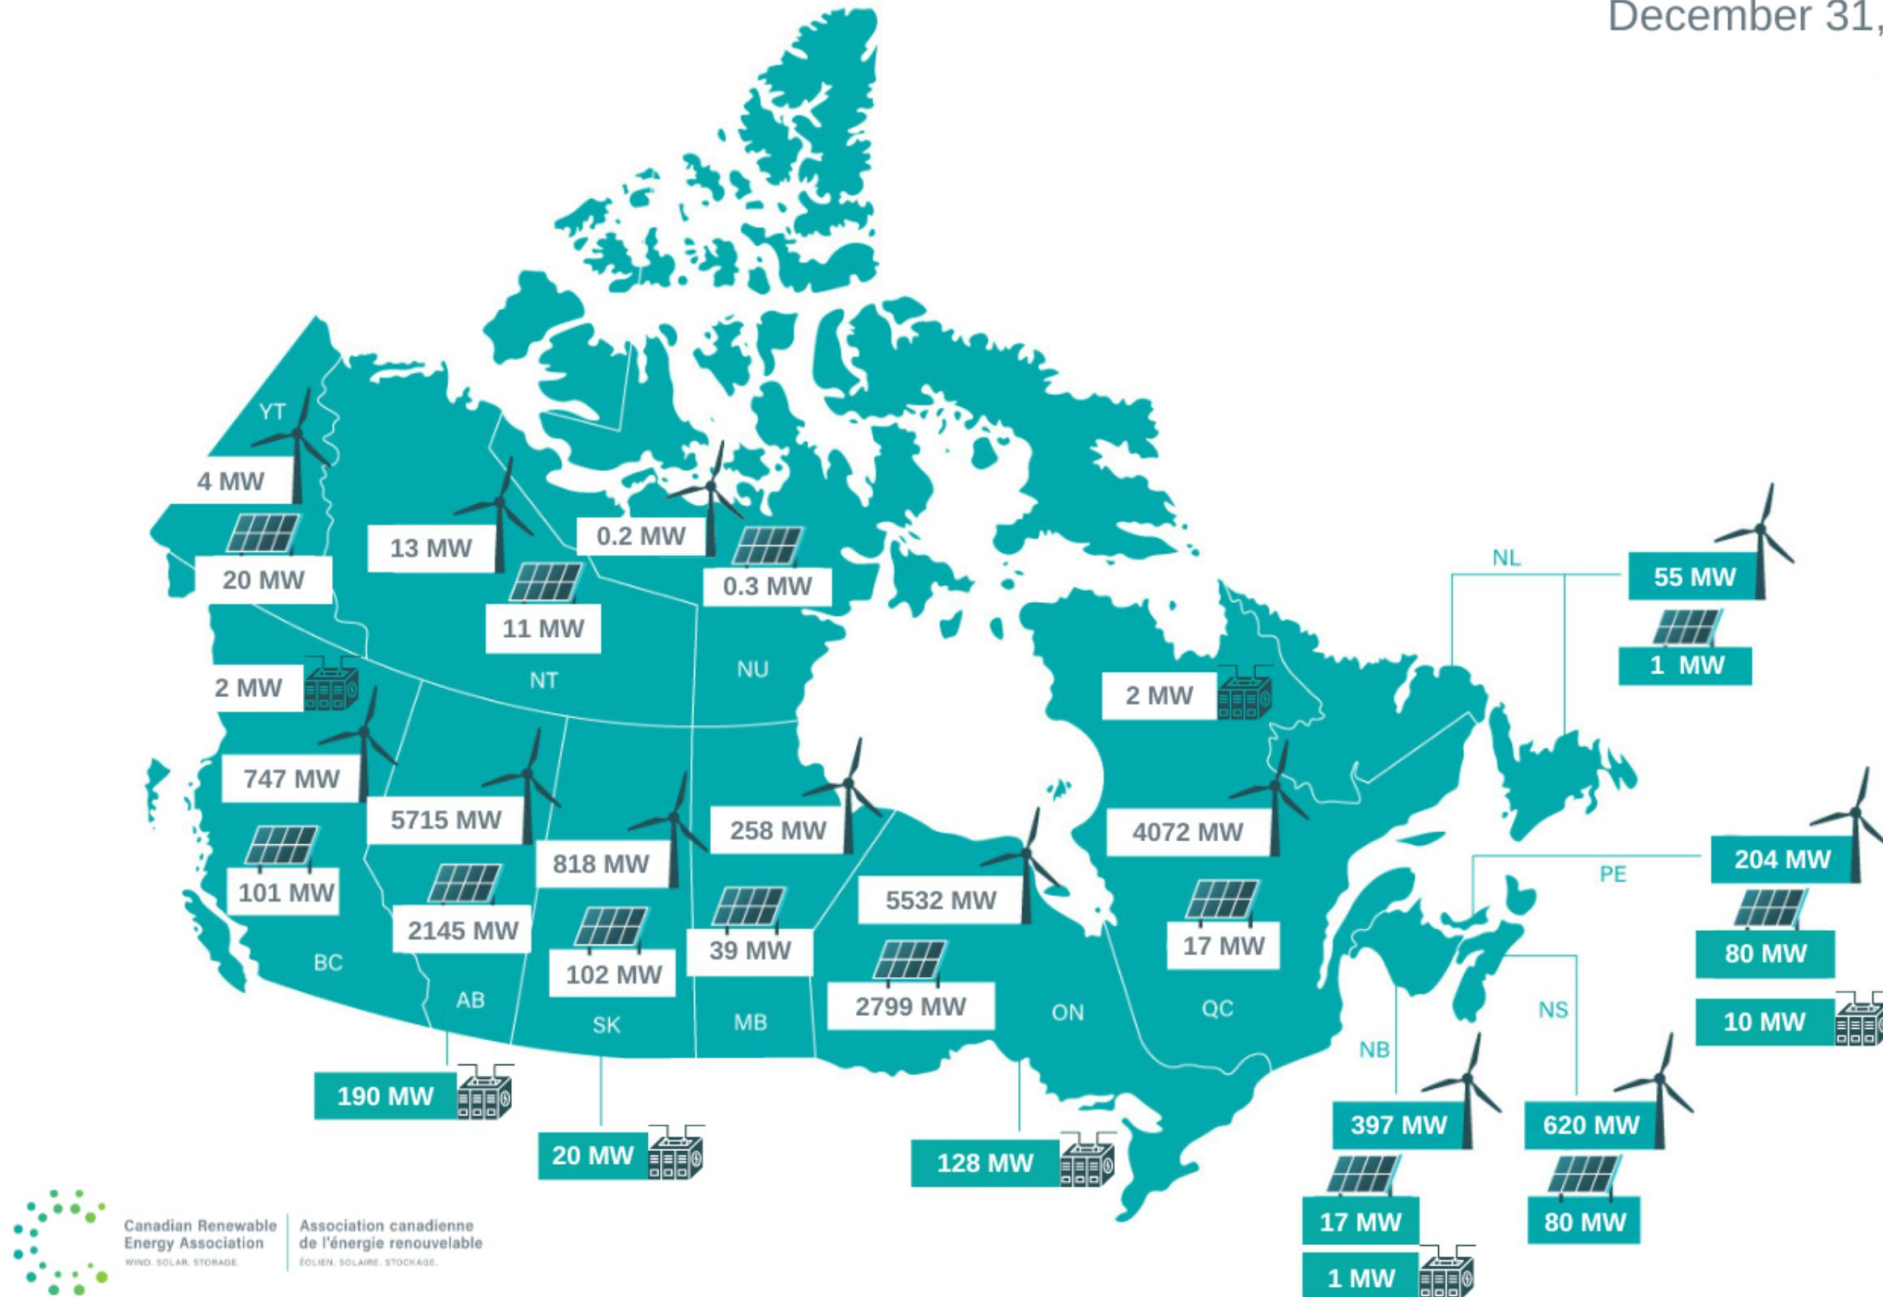 December 31,
YT
4 MW
20 MW
13 MW
11 MW
NT
0.2 MW
0.3 MW
NU
2 MW
747 MW
101 MW
BC
5715 MW
2145 MW
AB
190 MW
818 MW
102 MW
SK
20 MW
258 MW
39 MW
MB
5532 MW
2799 MW
ON
128 MW
2 MW
4072 MW
17 MW
QC
NL
55 MW
1 MW
PE
204 MW
80 MW
10 MW
NB
397 MW
17 MW
1 MW
NS
620 MW
80 MW
Canadian Renewable
Energy Association
WIND. SOLAR. STORAGE.
Association canadienne
de l'énergie renouvelable
ÉOLIEN. SOLAIRE. STOCKAGE.